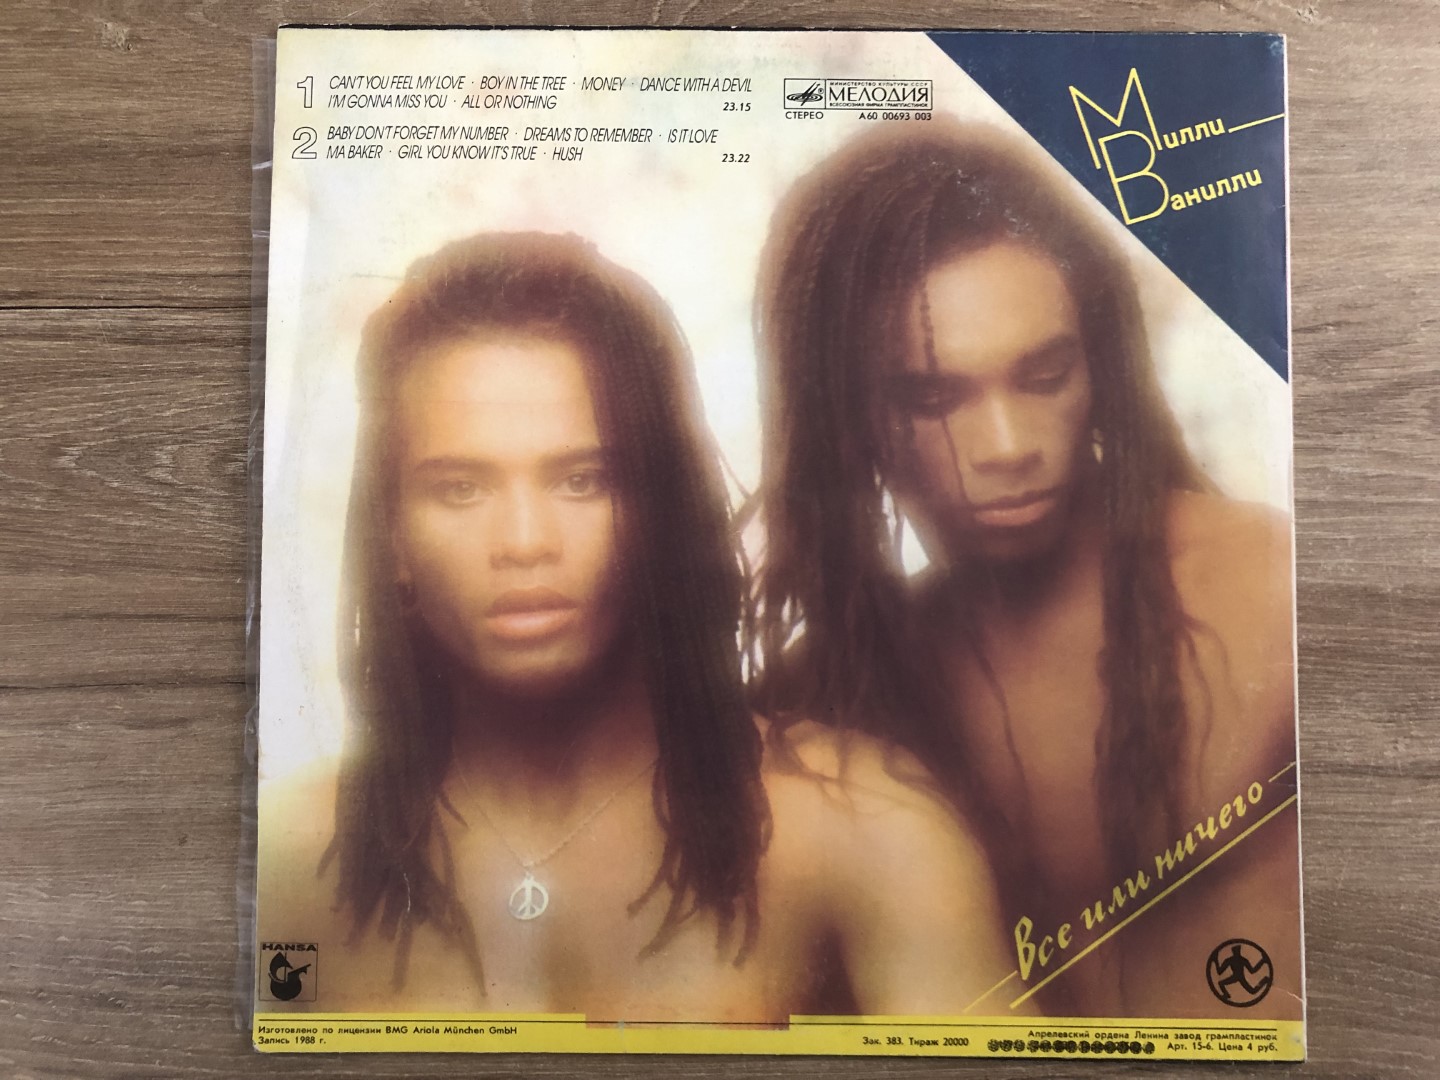 1 CAN'T YOU FEEL MY LOVE · BOY IN THE TREE · MONEY · DANCE WITH A DEVIL
I'M GONNA MISS YOU · ALL OR NOTHING 23.15
2 BABY DON'T FORGET MY NUMBER · DREAMS TO REMEMBER · IS IT LOVE
MA BAKER · GIRL YOU KNOW IT'S TRUE · HUSH 23.22
МИНИСТЕРСТВО КУЛЬТУРЫ СССР
МЕЛОДИЯ
ВСЕСОЮЗНАЯ ФИРМА ГРАМПЛАСТИНОК
СТЕРЕО А60 00693 003
Милли
Ванилли
Все или ничего
HANSA
Изготовлено по лицензии BMG Ariola München GmbH
Запись 1988 г.
Зак. 383. Тираж 20000
Апрелевский ордена Ленина завод грампластинок
Арт. 15-6. Цена 4 руб.